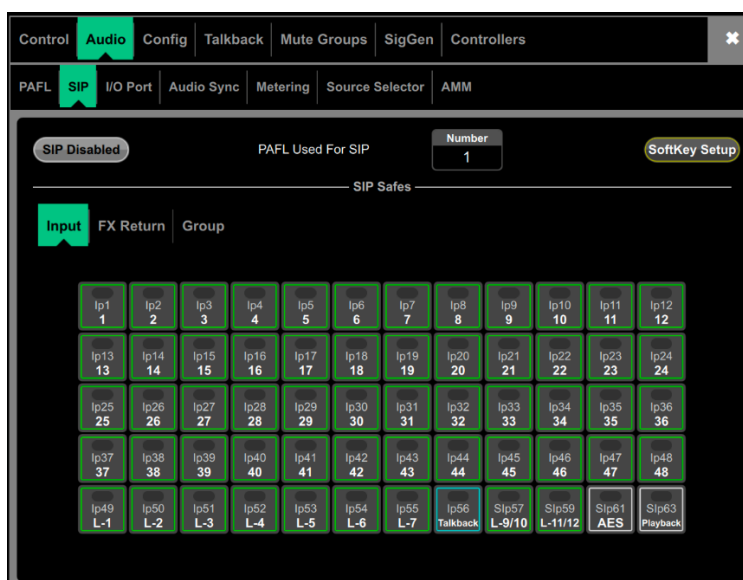 Control Audio Config Talkback Mute Groups SigGen Controllers
PAFL SIP I/O Port Audio Sync Metering Source Selector AMM
SIP Disabled PAFL Used For SIP Number 1 SoftKey Setup
SIP Safes
Input FX Return Group
Ip1 Ip2 Ip3 Ip4 Ip5 Ip6 Ip7 Ip8 Ip9 Ip10 Ip11 Ip12
1 2 3 4 5 6 7 8 9 10 11 12
Ip13 Ip14 Ip15 Ip16 Ip17 Ip18 Ip19 Ip20 Ip21 Ip22 Ip23 Ip24
13 14 15 16 17 18 19 20 21 22 23 24
Ip25 Ip26 Ip27 Ip28 Ip29 Ip30 Ip31 Ip32 Ip33 Ip34 Ip35 Ip36
25 26 27 28 29 30 31 32 33 34 35 36
Ip37 Ip38 Ip39 Ip40 Ip41 Ip42 Ip43 Ip44 Ip45 Ip46 Ip47 Ip48
37 38 39 40 41 42 43 44 45 46 47 48
Ip49 Ip50 Ip51 Ip52 Ip53 Ip54 Ip55 Ip56 SIp57 SIp59 SIp61 SIp63
L-1 L-2 L-3 L-4 L-5 L-6 L-7 Talkback L-9/10 L-11/12 AES Playback